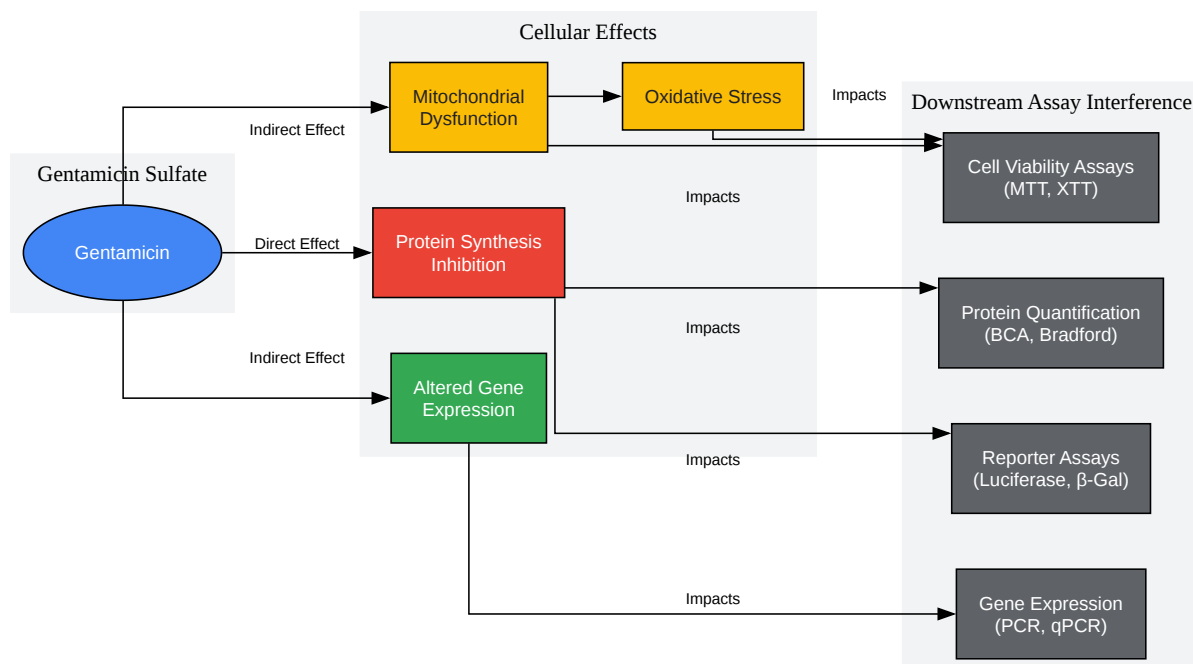 Cellular Effects
Mitochondrial
Dysfunction
Oxidative Stress
Impacts
Downstream Assay Interference
Indirect Effect
Cell Viability Assays
(MTT, XTT)
Gentamicin Sulfate
Impacts
Gentamicin
Direct Effect
Protein Synthesis
Inhibition
Protein Quantification
(BCA, Bradford)
Impacts
Indirect Effect
Altered Gene
Expression
Reporter Assays
(Luciferase, β-Gal)
Impacts
Impacts
Gene Expression
(PCR, qPCR)